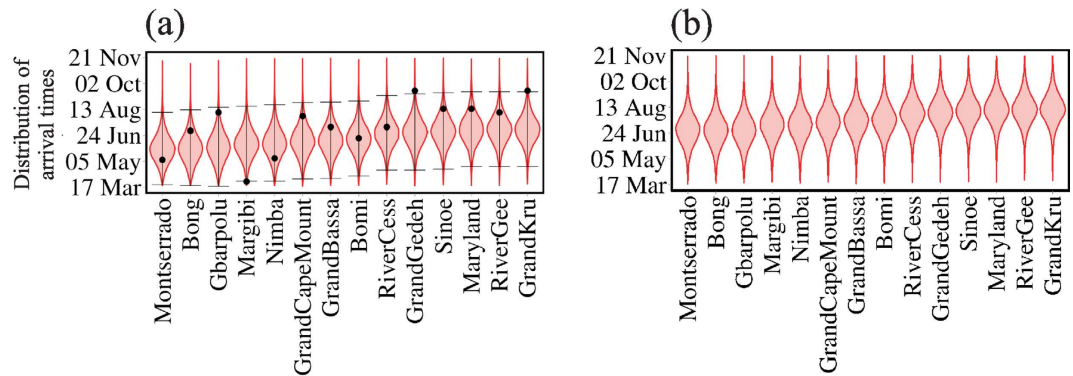 (a)
(b)
Distribution of
arrival times
21 Nov
02 Oct
13 Aug
24 Jun
05 May
17 Mar
Montserrado
Bong
Gbarpolu
Margibi
Nimba
GrandCapeMount
GrandBassa
Bomi
RiverCess
GrandGedeh
Sinoe
Maryland
RiverGee
GrandKru
21 Nov
02 Oct
13 Aug
24 Jun
05 May
17 Mar
Montserrado
Bong
Gbarpolu
Margibi
Nimba
GrandCapeMount
GrandBassa
Bomi
RiverCess
GrandGedeh
Sinoe
Maryland
RiverGee
GrandKru